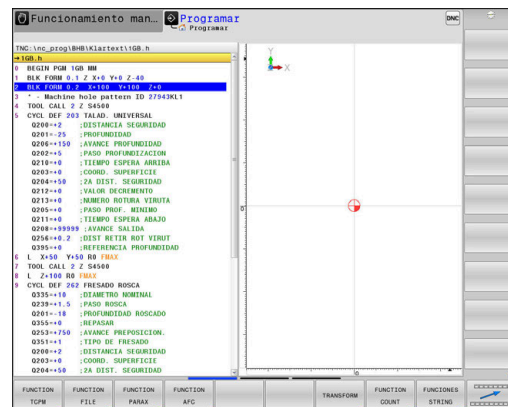 Funcionamiento man...
Programar
Programar
DNC
TNC:\nc_prog\BHB\Klartext\1GB.h
→1GB.h
0 BEGIN PGM 1GB MM
1 BLK FORM 0.1 Z X+0 Y+0 Z-40
2 BLK FORM 0.2 X+100 Y+100 Z+0
3 * - Machine hole pattern ID 27943KL1
4 TOOL CALL 2 Z S4500
5 CYCL DEF 203 TALAD. UNIVERSAL
Q200=+2 ;DISTANCIA SEGURIDAD
Q201=-25 ;PROFUNDIDAD
Q206=+150 ;AVANCE PROFUNDIDAD
Q202=+5 ;PASO PROFUNDIZACION
Q210=+0 ;TIEMPO ESPERA ARRIBA
Q203=+0 ;COORD. SUPERFICIE
Q204=+50 ;2A DIST. SEGURIDAD
Q212=+0 ;VALOR DECREMENTO
Q213=+0 ;NUMERO ROTURA VIRUTA
Q205=+0 ;PASO PROF. MINIMO
Q211=+0 ;TIEMPO ESPERA ABAJO
Q208=+99999 ;AVANCE SALIDA
Q256=+0.2 ;DIST RETIR ROT VIRUT
Q395=+0 ;REFERENCIA PROFUNDIDAD
6 L X+50 Y+50 R0 FMAX
7 TOOL CALL 2 Z S4500
8 L Z+100 R0 FMAX
9 CYCL DEF 262 FRESADO ROSCA
Q335=+10 ;DIAMETRO NOMINAL
Q239=+1.5 ;PASO ROSCA
Q201=-18 ;PROFUNDIDAD ROSCADO
Q355=+0 ;REPASAR
Q253=+750 ;AVANCE PREPOSICION.
Q351=+1 ;TIPO DE FRESADO
Q200=+2 ;DISTANCIA SEGURIDAD
Q203=+0 ;COORD. SUPERFICIE
Q204=+50 ;2A DIST. SEGURIDAD
Y
X
0
0
FUNCTION TCPM
FUNCTION FILE
FUNCTION PARAX
FUNCTION AFC
TRANSFORM
FUNCTION COUNT
FUNCIONES STRING